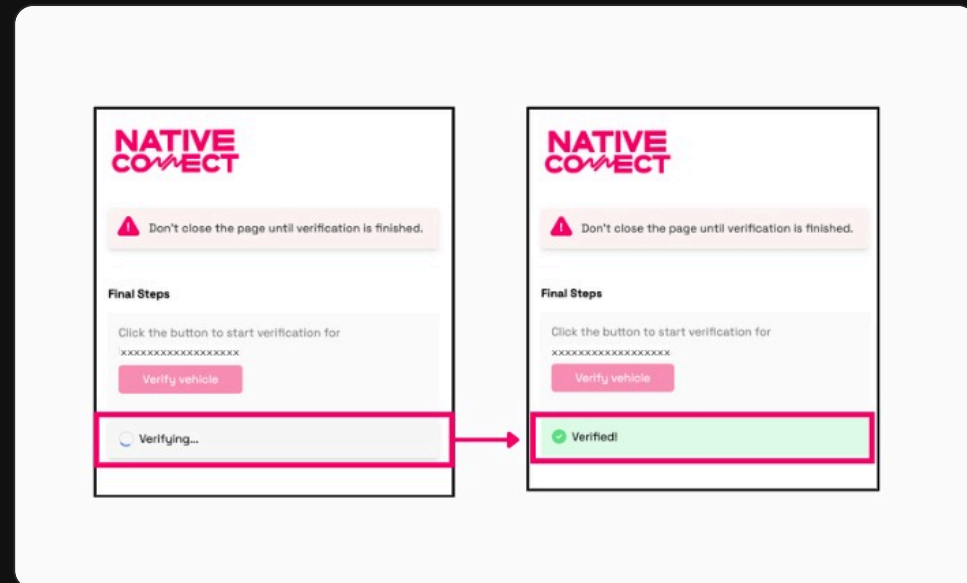 NATIVE
CONNECT
Don't close the page until verification is finished.
Final Steps
Click the button to start verification for
xxxxxxxxxxxxxxxxxx
Verify vehicle
Verifying...
NATIVE
CONNECT
Don't close the page until verification is finished.
Final Steps
Click the button to start verification for
xxxxxxxxxxxxxxxxxx
Verify vehicle
Verified!